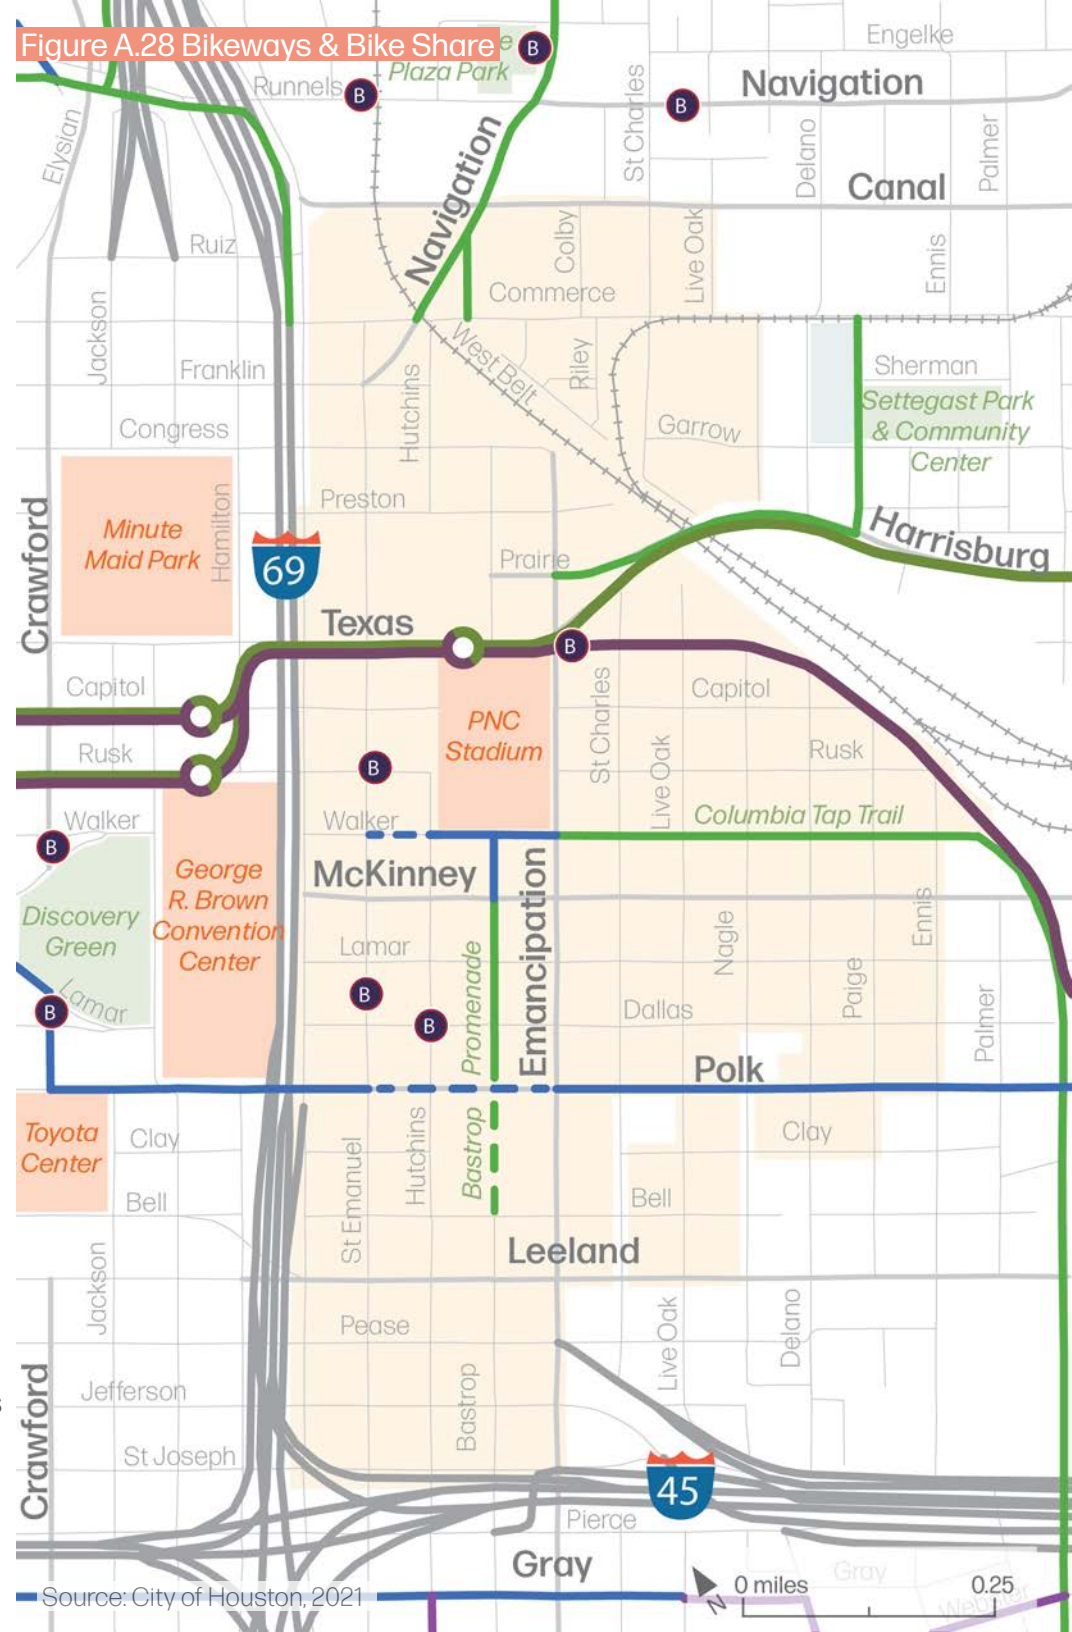 Figure A.28 Bikeways & Bike Share
e
Plaza Park
B
Engelke
Runnels
B
B
Navigation
Elysian
Navigation
St Charles
Delano
Palmer
Canal
Ruiz
Colby
Live Oak
Ennis
Commerce
Jackson
Franklin
West Belt
Riley
Sherman
Hutchins
Settegast Park
& Community
Center
Congress
Garrow
Crawford
Minute
Maid Park
Hamilton
Preston
69
Prairie
Harrisburg
Texas
B
Capitol
PNC
Stadium
St Charles
Capitol
Rusk
B
Live Oak
Rusk
Walker
B
Walker
Columbia Tap Trail
George
R. Brown
Convention
Center
McKinney
Emancipation
Discovery
Green
Lamar
Nagle
Ennis
Lamar
B
B
B
Promenade
Dallas
Paige
Palmer
Polk
Toyota
Center
Clay
St Emanuel
Hutchins
Bastrop
Clay
Bell
Bell
Leeland
Jackson
Pease
Live Oak
Delano
Crawford
Jefferson
Bastrop
St Joseph
45
Pierce
Gray
Gray
Webster
Source: City of Houston, 2021
N
0 miles
0.25